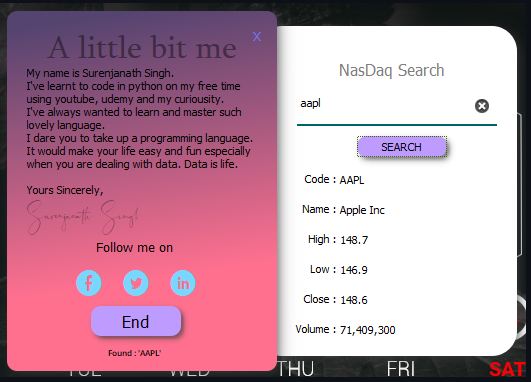 A little bit me
X
My name is Surenjanath Singh.
I've learnt to code in python on my free time
using youtube, udemy and my curiousity.
I've always wanted to learn and master such
lovely language.
I dare you to take up a programming language.
It would make your life easy and fun especially
when you are dealing with data. Data is life.
Yours Sincerely,
Surenjanath Singh
Follow me on
End
Found : 'AAPL'
NasDaq Search
aapl
SEARCH
Code : AAPL
Name : Apple Inc
High : 148.7
Low : 146.9
Close : 148.6
Volume : 71,409,300
TUE WED THU FRI SAT